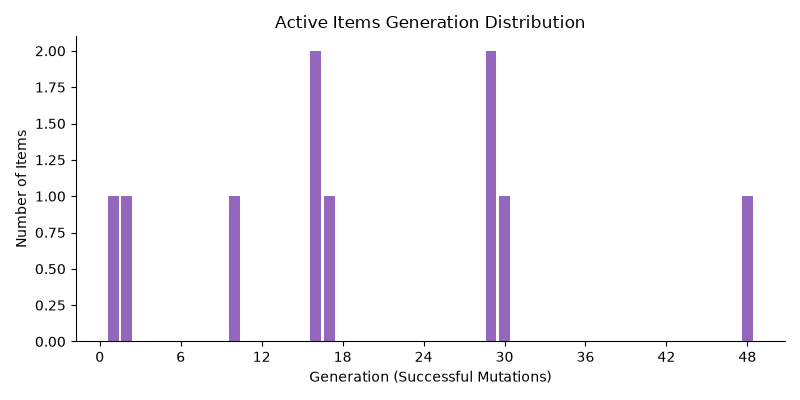 Active Items Generation Distribution
Number of Items
2.00
1.75
1.50
1.25
1.00
0.75
0.50
0.25
0.00
0 6 12 18 24 30 36 42 48
Generation (Successful Mutations)